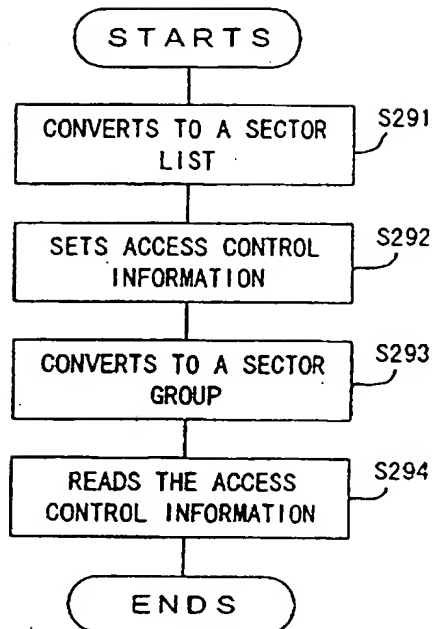 STARTS
CONVERTS TO A SECTOR
LIST
S291
SETS ACCESS CONTROL
INFORMATION
S292
CONVERTS TO A SECTOR
GROUP
S293
READS THE ACCESS
CONTROL INFORMATION
S294
ENDS